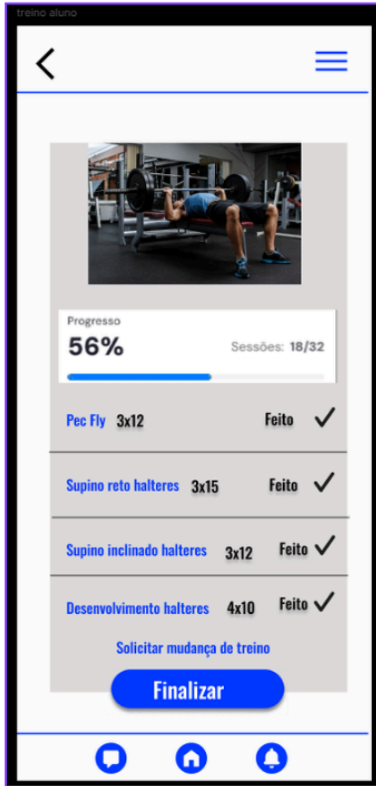 treino aluno
Progresso
56% Sessões: 18/32
Pec Fly 3x12 Feito
Supino reto halteres 3x15 Feito
Supino inclinado halteres 3x12 Feito
Desenvolvimento halteres 4x10 Feito
Solicitar mudança de treino
Finalizar